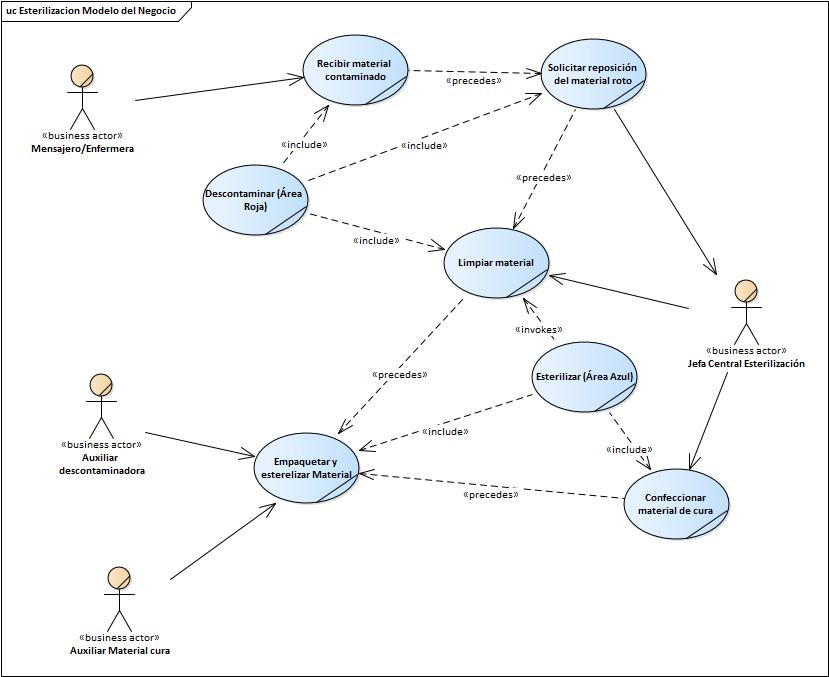 uc Esterilizacion Modelo del Negocio
Recibir material
contaminado
Solicitar reposición
del material roto
«precedes»
«business actor»
Mensajero/Enfermera
«include»
«include»
Descontaminar (Área
Roja)
«precedes»
«include»
Limpiar material
«invokes»
«business actor»
Jefa Central Esterilización
«precedes»
Esterilizar (Área Azul)
«business actor»
Auxiliar
descontaminadora
«include»
«include»
Empaquetar y
esterelizar Material
«precedes»
Confeccionar
material de cura
«business actor»
Auxiliar Material cura